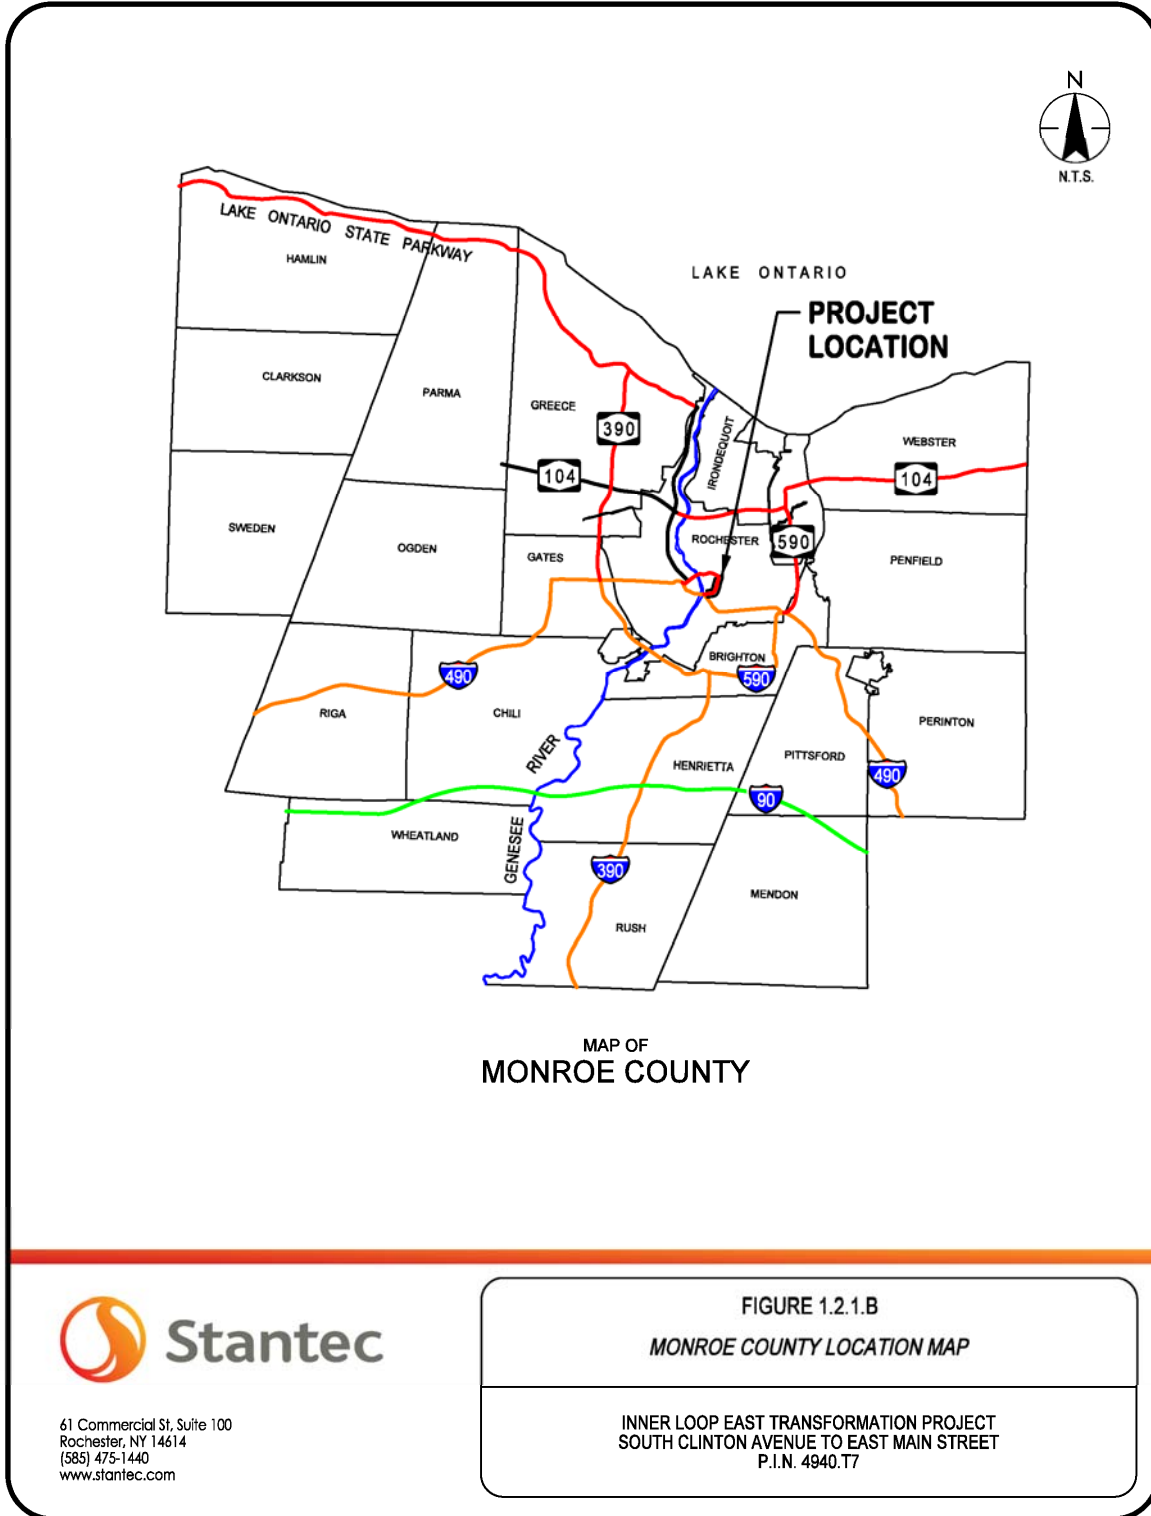 N
N.T.S.
LAKE ONTARIO STATE PARKWAY
HAMLIN
LAKE ONTARIO
PROJECT
LOCATION
CLARKSON
PARMA
GREECE
390
IRONDEQUOIT
WEBSTER
104
104
SWEDEN
OGDEN
GATES
ROCHESTER
590
PENFIELD
BRIGHTON
490
590
RIGA
CHILI
PERINTON
RIVER
HENRIETTA
PITTSFORD
490
90
WHEATLAND
GENESEE
390
MENDON
RUSH
MAP OF
MONROE COUNTY
Stantec
61 Commercial St, Suite 100
Rochester, NY 14614
(585) 475-1440
www.stantec.com
FIGURE 1.2.1.B
MONROE COUNTY LOCATION MAP
INNER LOOP EAST TRANSFORMATION PROJECT
SOUTH CLINTON AVENUE TO EAST MAIN STREET
P.I.N. 4940.T7